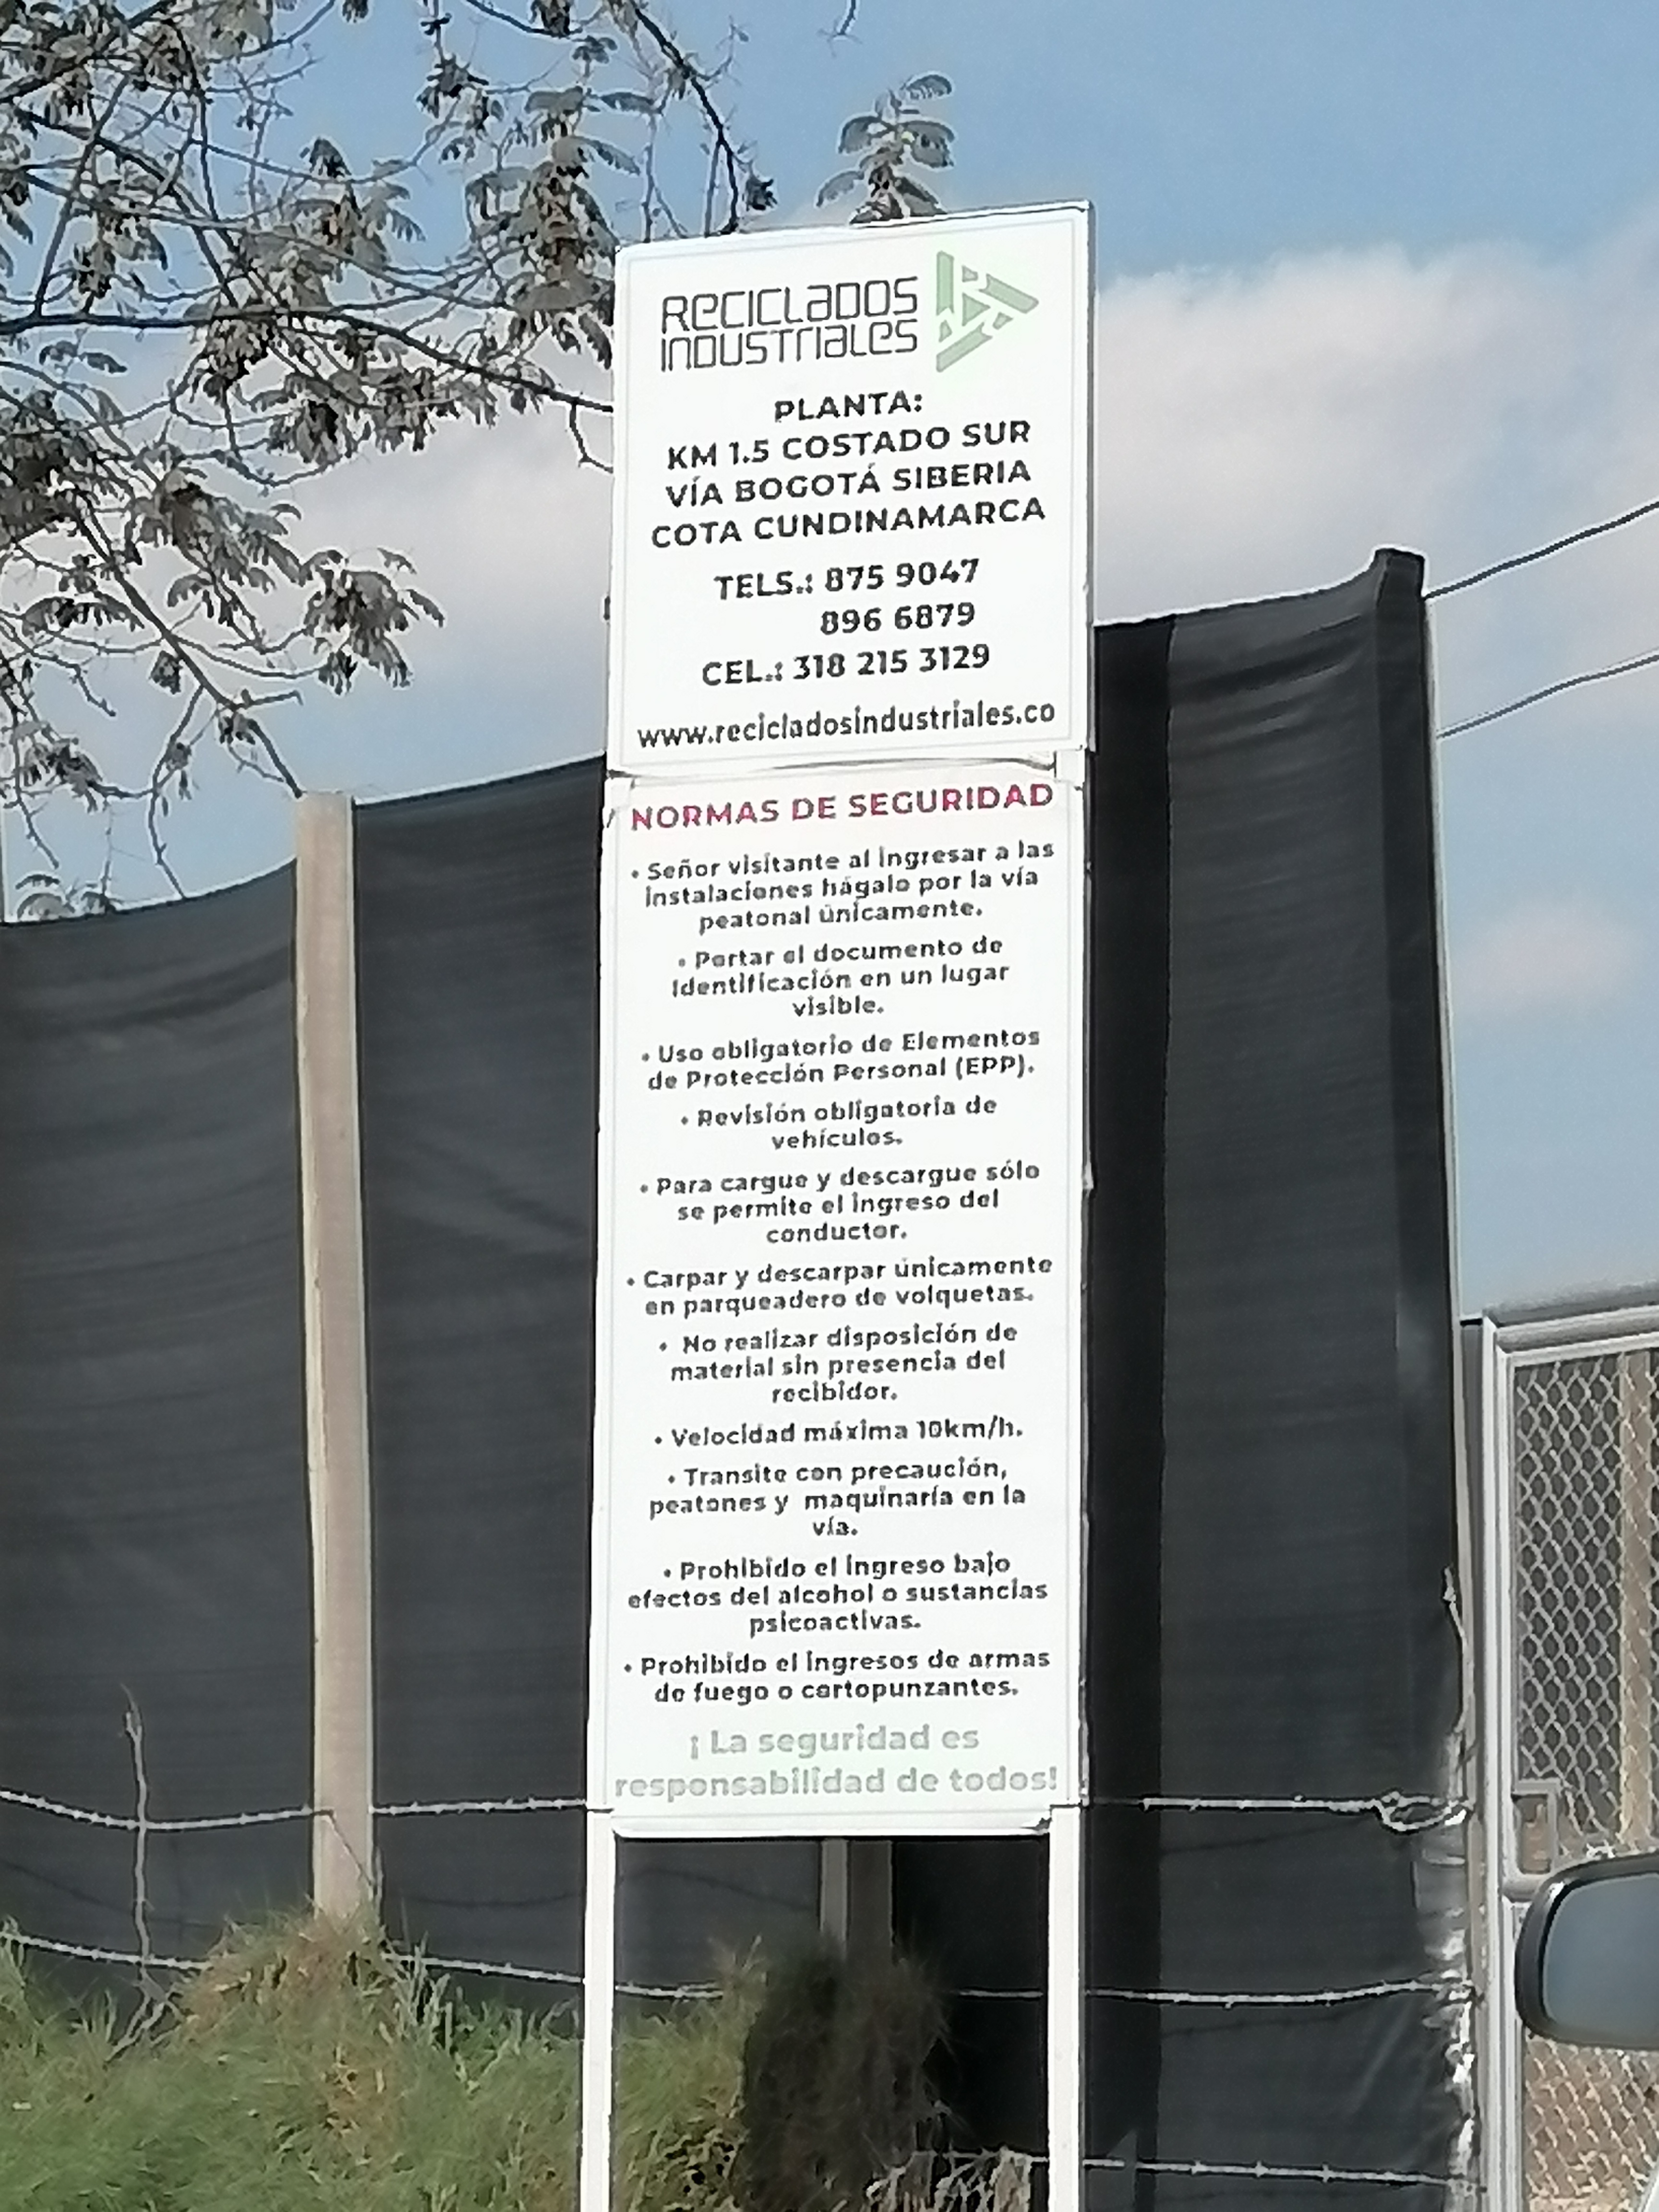 RECICLADOS
INDUSTRIALES
PLANTA:
KM 1.5 COSTADO SUR
VÍA BOGOTÁ SIBERIA
COTA CUNDINAMARCA
TELS.: 875 9047
896 6879
CEL.: 318 215 3129
www.recicladosindustriales.co
NORMAS DE SEGURIDAD
• Señor visitante al ingresar a las
instalaciones hágalo por la vía
peatonal únicamente.
• Portar el documento de
identificación en un lugar
visible.
• Uso obligatorio de Elementos
de Protección Personal (EPP).
• Revisión obligatoria de
vehículos.
• Para cargue y descargue sólo
se permite el ingreso del
conductor.
• Carpar y descarpar únicamente
en parqueadero de volquetas.
• No realizar disposición de
material sin presencia del
recibidor.
• Velocidad máxima 10km/h.
• Transite con precaución,
peatones y maquinaría en la
vía.
• Prohibido el ingreso bajo
efectos del alcohol o sustancias
psicoactivas.
• Prohibido el ingresos de armas
de fuego o cortopunzantes.
¡ La seguridad es
responsabilidad de todos!